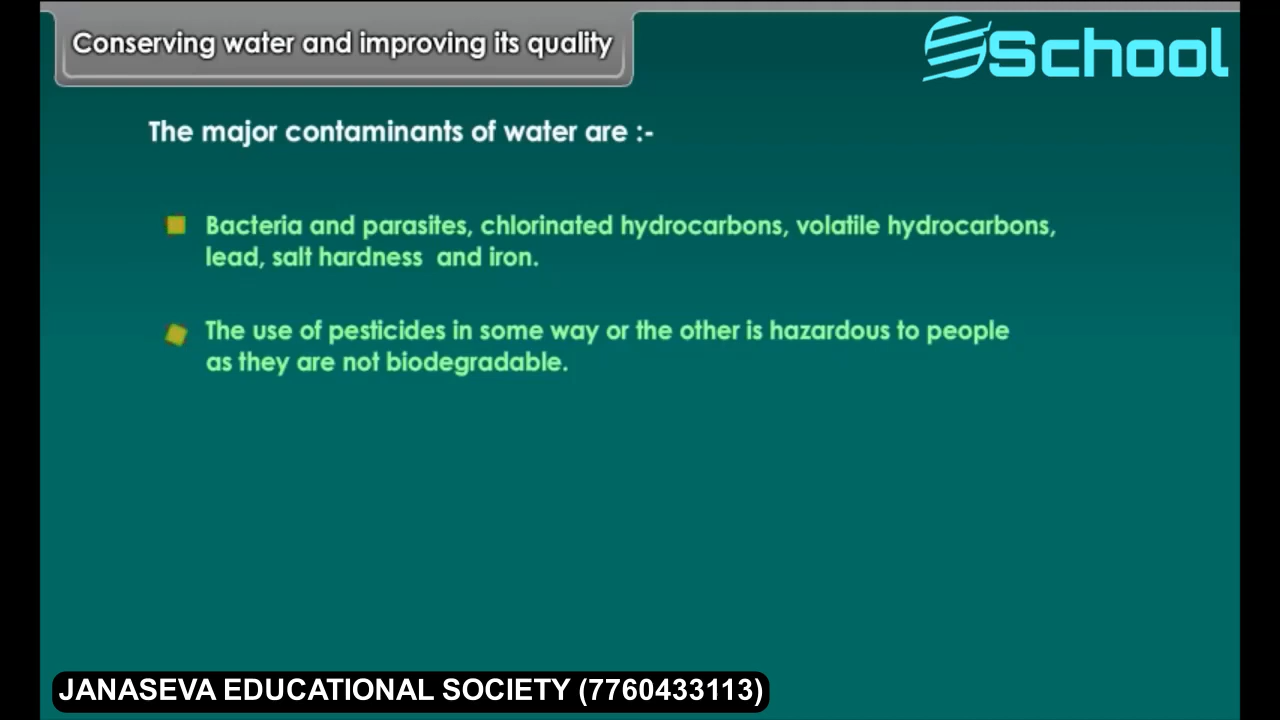 Conserving water and improving its quality
School
The major contaminants of water are :-
Bacteria and parasites, chlorinated hydrocarbons, volatile hydrocarbons,
lead, salt hardness and iron.
The use of pesticides in some way or the other is hazardous to people
as they are not biodegradable.
JANASEVA EDUCATIONAL SOCIETY (7760433113)